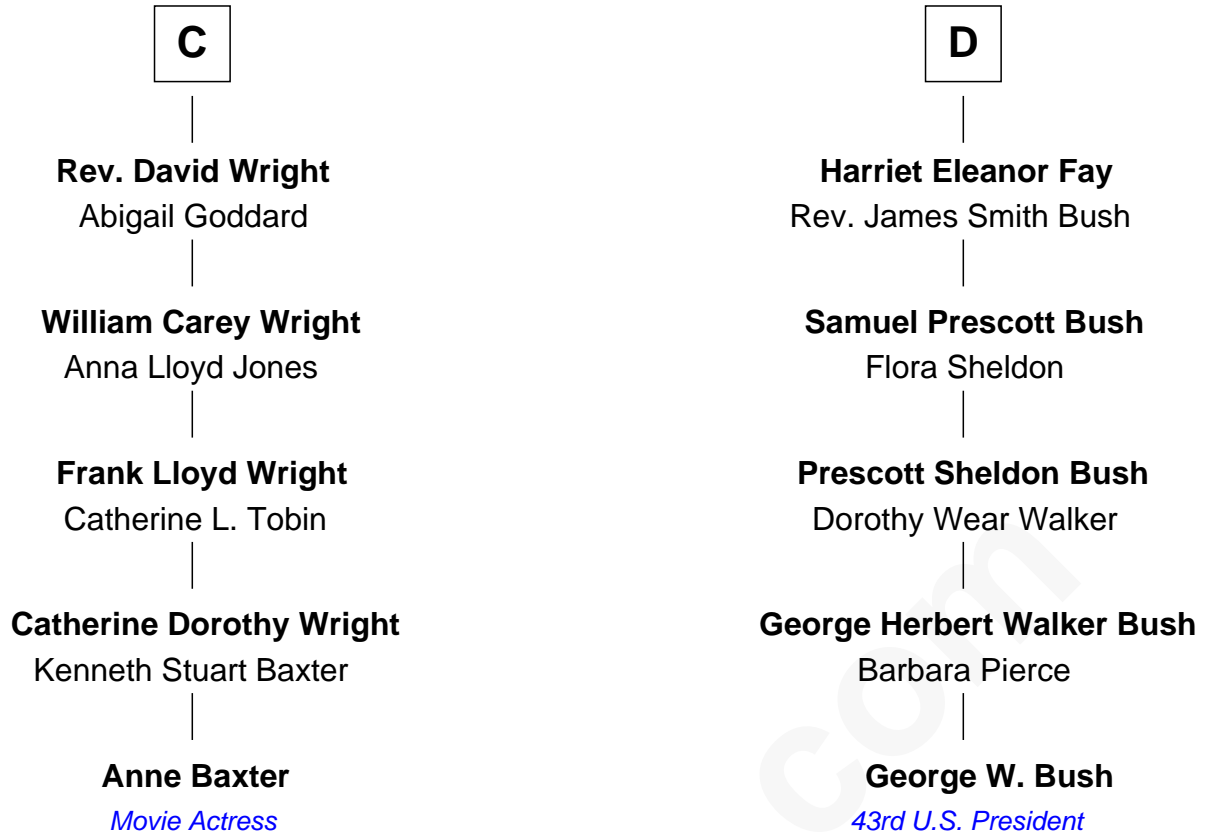 C
Rev. David Wright
Abigail Goddard
William Carey Wright
Anna Lloyd Jones
Frank Lloyd Wright
Catherine L. Tobin
Catherine Dorothy Wright
Kenneth Stuart Baxter
Anne Baxter
Movie Actress
D
Harriet Eleanor Fay
Rev. James Smith Bush
Samuel Prescott Bush
Flora Sheldon
Prescott Sheldon Bush
Dorothy Wear Walker
George Herbert Walker Bush
Barbara Pierce
George W. Bush
43rd U.S. President
com